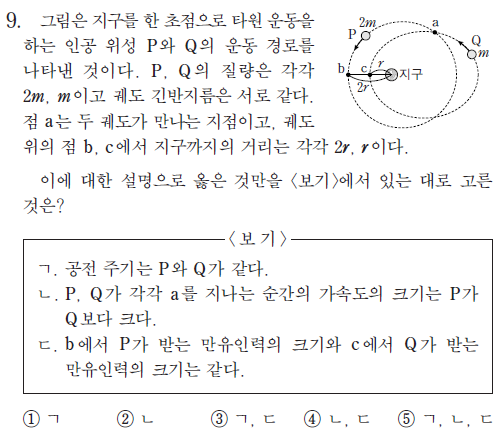 9. 그림은 지구를 한 초점으로 타원 운동을
하는 인공 위성 P와 Q의 운동 경로를
나타낸 것이다. P, Q의 질량은 각각
2m, m이고 궤도 긴반지름은 서로 같다.
점 a는 두 궤도가 만나는 지점이고, 궤도
위의 점 b, c에서 지구까지의 거리는 각각 2r, r이다.
2m
P
a
Q
m
b
c
r
지구
2r
이에 대한 설명으로 옳은 것만을 <보기>에서 있는 대로 고른
것은?
<보 기>
ㄱ. 공전 주기는 P와 Q가 같다.
ㄴ. P, Q가 각각 a를 지나는 순간의 가속도의 크기는 P가
Q보다 크다.
ㄷ. b에서 P가 받는 만유인력의 크기와 c에서 Q가 받는
만유인력의 크기는 같다.
① ㄱ ② ㄴ ③ ㄱ, ㄷ ④ ㄴ, ㄷ ⑤ ㄱ, ㄴ, ㄷ